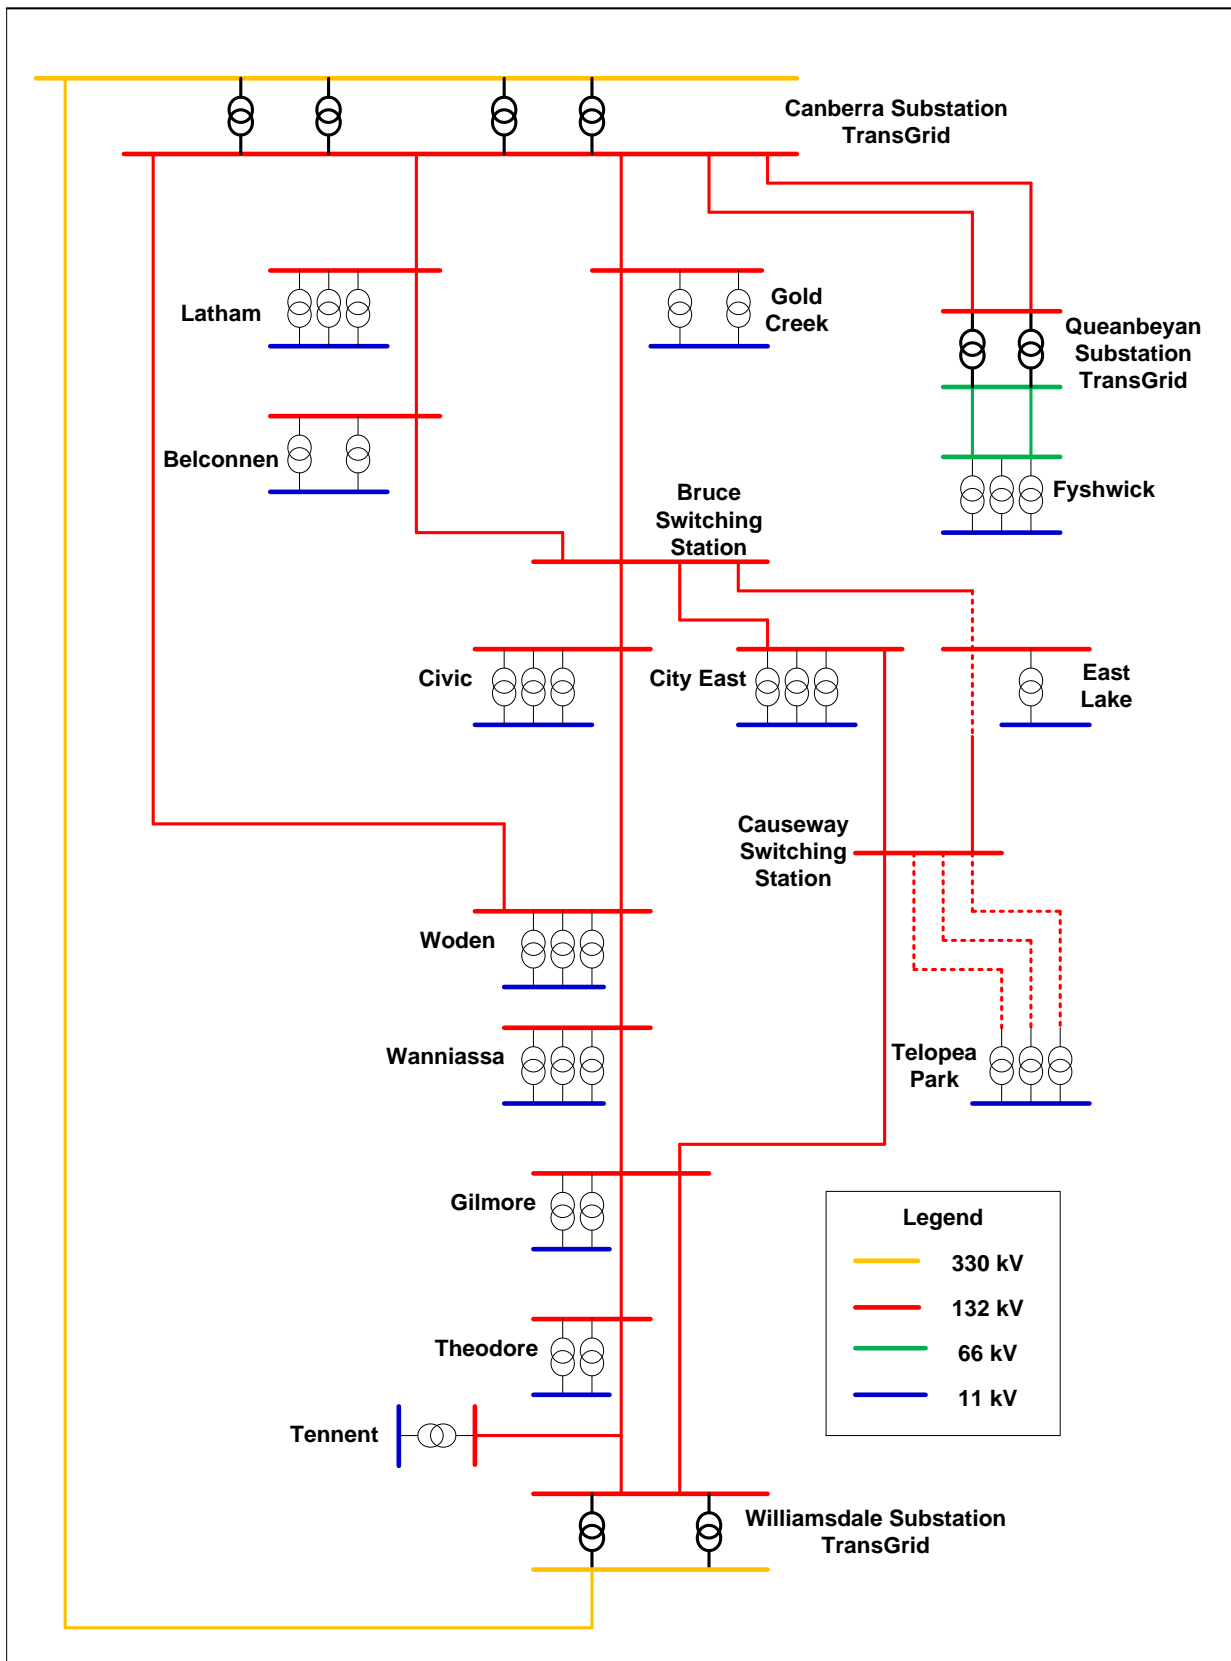 Canberra Substation
TransGrid
Latham
Gold
Creek
Queanbeyan
Substation
TransGrid
Belconnen
Fyshwick
Bruce
Switching
Station
Civic
City East
East
Lake
Causeway
Switching
Station
Woden
Wanniassa
Telopea
Park
Gilmore
Legend
330 kV
132 kV
66 kV
11 kV
Theodore
Tennent
Williamsdale Substation
TransGrid